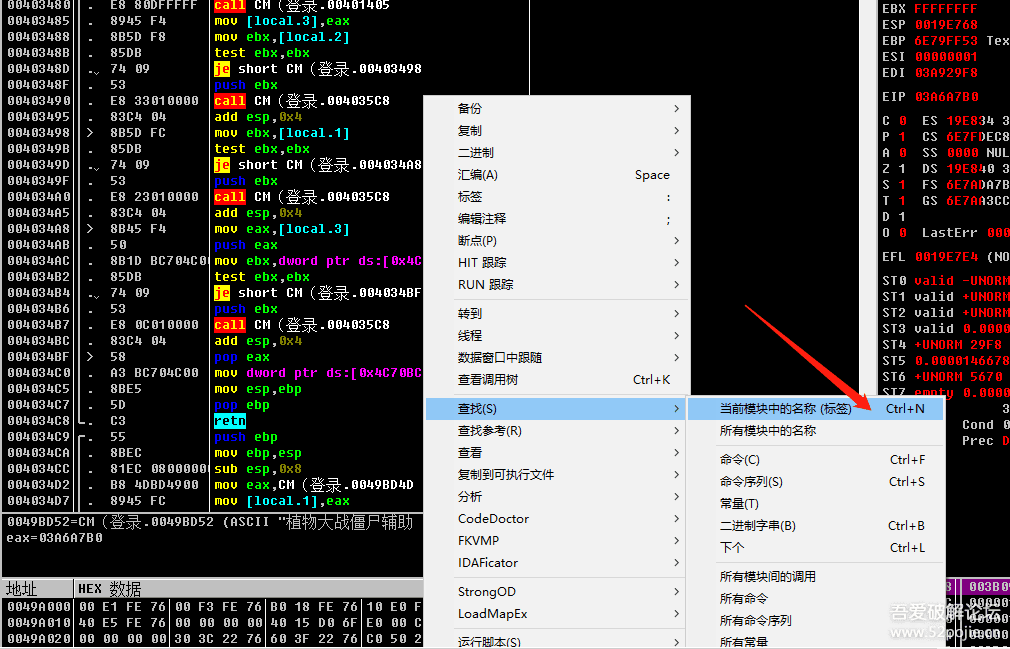 00403480 . E8 80DFFFFF call CM（登录.00401405
00403485 . 8945 F4 mov [local.3],eax
00403488 . 8B5D F8 mov ebx,[local.2]
0040348B . 85DB test ebx,ebx
0040348D . 74 09 je short CM（登录.00403498
0040348F . 53 push ebx
00403490 . E8 33010000 call CM（登录.004035C8
00403495 . 83C4 04 add esp,0x4
00403498 > 8B5D FC mov ebx,[local.1]
0040349B . 85DB test ebx,ebx
0040349D . 74 09 je short CM（登录.004034A8
0040349F . 53 push ebx
004034A0 . E8 23010000 call CM（登录.004035C8
004034A5 . 83C4 04 add esp,0x4
004034A8 > 8B45 F4 mov eax,[local.3]
004034AB . 50 push eax
004034AC . 8B1D BC704C00 mov ebx,dword ptr ds:[0x4C
004034B2 . 85DB test ebx,ebx
004034B4 . 74 09 je short CM（登录.004034BF
004034B6 . 53 push ebx
004034B7 . E8 0C010000 call CM（登录.004035C8
004034BC . 83C4 04 add esp,0x4
004034BF > 58 pop eax
004034C0 . A3 BC704C00 mov dword ptr ds:[0x4C70BC
004034C5 . 8BE5 mov esp,ebp
004034C7 . 5D pop ebp
004034C8 . C3 retn
004034C9 . 55 push ebp
004034CA . 8BEC mov ebp,esp
004034CC . 81EC 08000000 sub esp,0x8
004034D2 . B8 4DBD4900 mov eax,CM（登录.0049BD4D
004034D7 . 8945 FC mov [local.1],eax
0049BD52=CM（登录.0049BD52 (ASCII "植物大战僵尸辅助
eax=03A6A7B0
地址 HEX 数据
0049A000 00 E1 FE 76 00 F3 FE 76 B0 18 FE 76 10 E0 F
0049A010 40 E5 FE 76 00 00 00 00 40 15 D0 6F E0 00 C
0049A020 00 00 00 00 30 3C 22 76 60 3F 22 76 C0 50 2
备份
复制
二进制
汇编(A) Space
标签 :
编辑注释 ;
断点(P)
HIT 跟踪
RUN 跟踪
转到
线程
数据窗口中跟随
查看调用树 Ctrl+K
查找(S)
查找参考(R)
查看
复制到可执行文件
分析
CodeDoctor
FKVMP
IDAFicator
StrongOD
LoadMapEx
运行脚本(S)
当前模块中的名称 (标签) Ctrl+N
所有模块中的名称
命令(C) Ctrl+F
命令序列(S) Ctrl+S
常量(T)
二进制字串(B) Ctrl+B
下个 Ctrl+L
所有模块间的调用
所有命令
所有命令序列
所有常量
EBX FFFFFFFF
ESP 0019E768
EBP 6E79FF53 Tex
ESI 00000001
EDI 03A929F8
EIP 03A6A7B0
C 0 ES 19E834 3
P 1 CS 6E7FDEC8
A 0 SS 0000 NUL
Z 1 DS 19E840 3
S 1 FS 6E7ADA7B
T 1 GS 6E7AA3CC
D 1
O 0 LastErr 000
EFL 0019E7E4 (NO
ST0 valid -UNORM
ST1 valid +UNORM
ST2 valid +UNORM
ST3 valid 0.0000
ST4 +UNORM 29F8
ST5 0.0000146678
ST6 +UNORM 5670
ST7 empty 0.0000
3
Cond 0
Prec
003B0
吾爱破解论坛
www.52pojie.cn